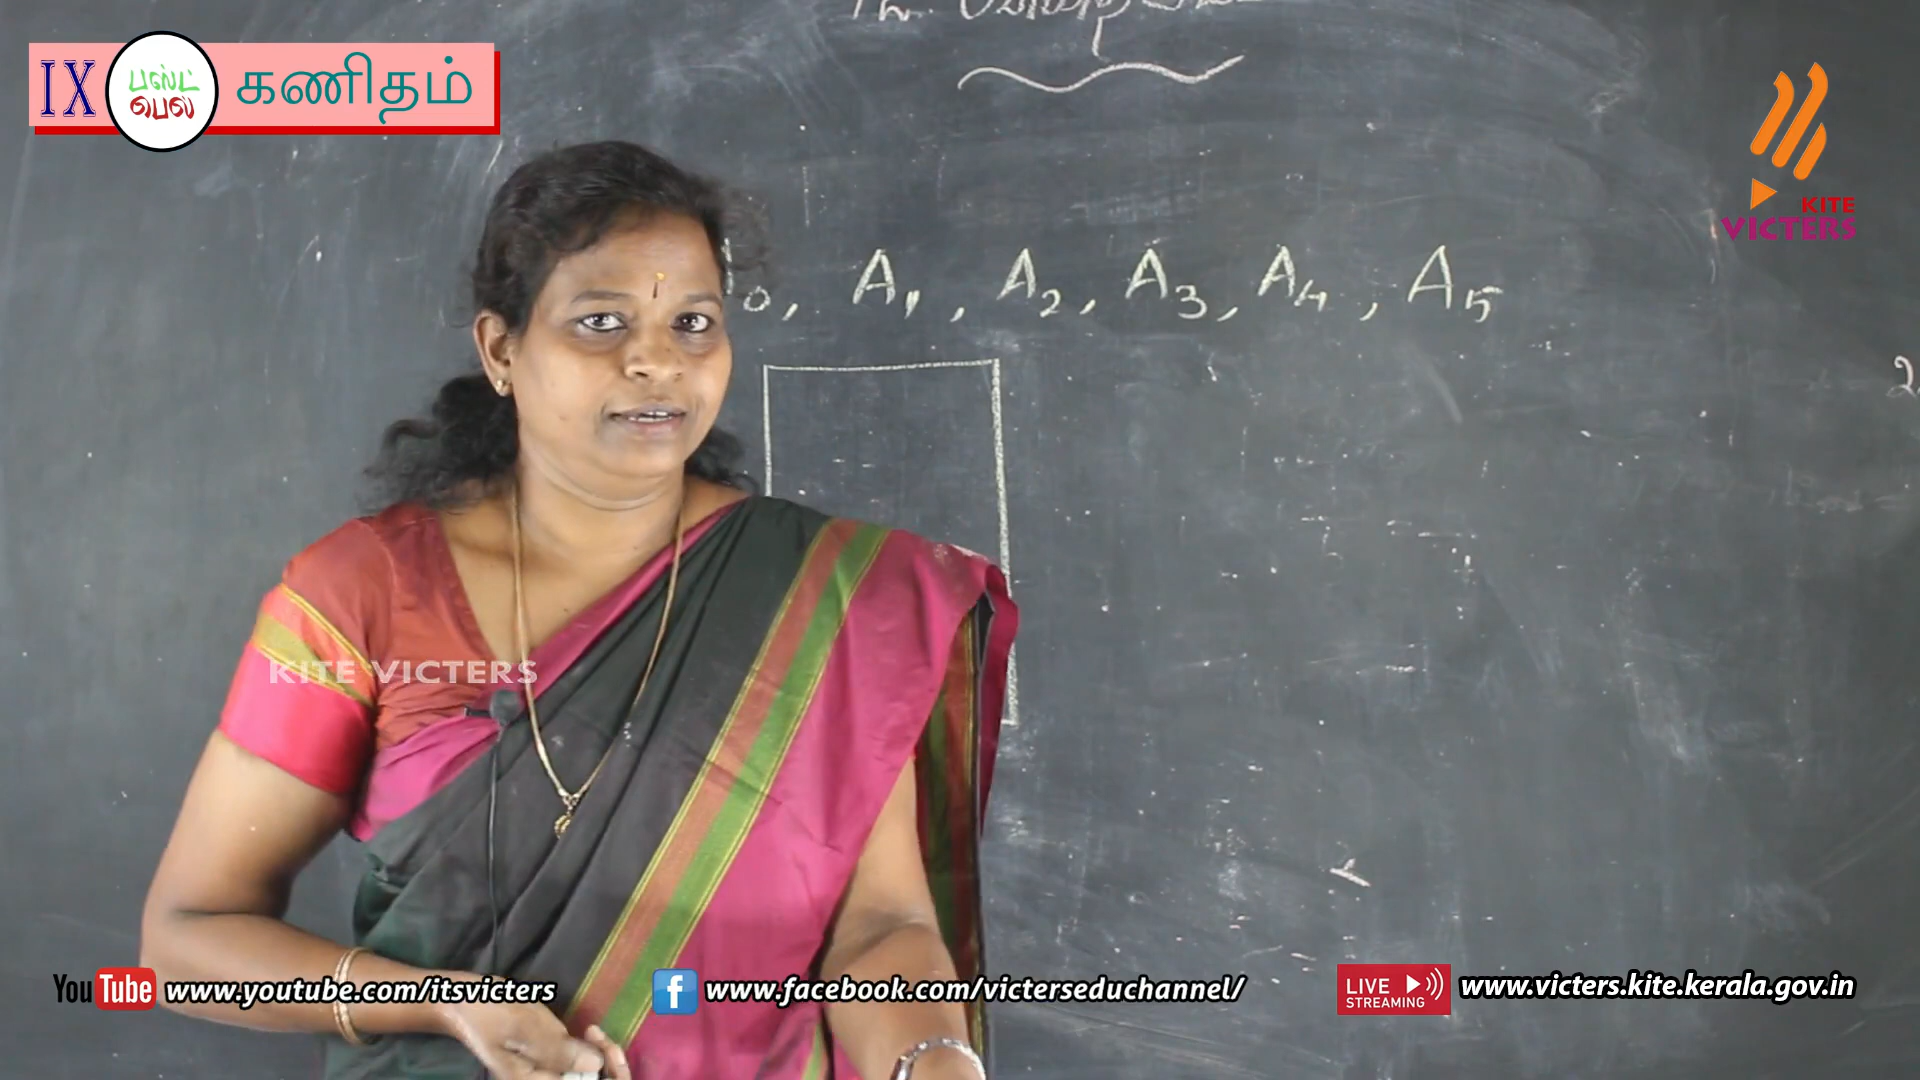 IX பஸ்ட் பெல் கணிதம்
KITE VICTERS
A₁, A₂, A₃, A₄, A₅
KITE VICTERS
YouTube www.youtube.com/itsvicters
f www.facebook.com/victerseduchannel/
LIVE STREAMING www.victers.kite.kerala.gov.in